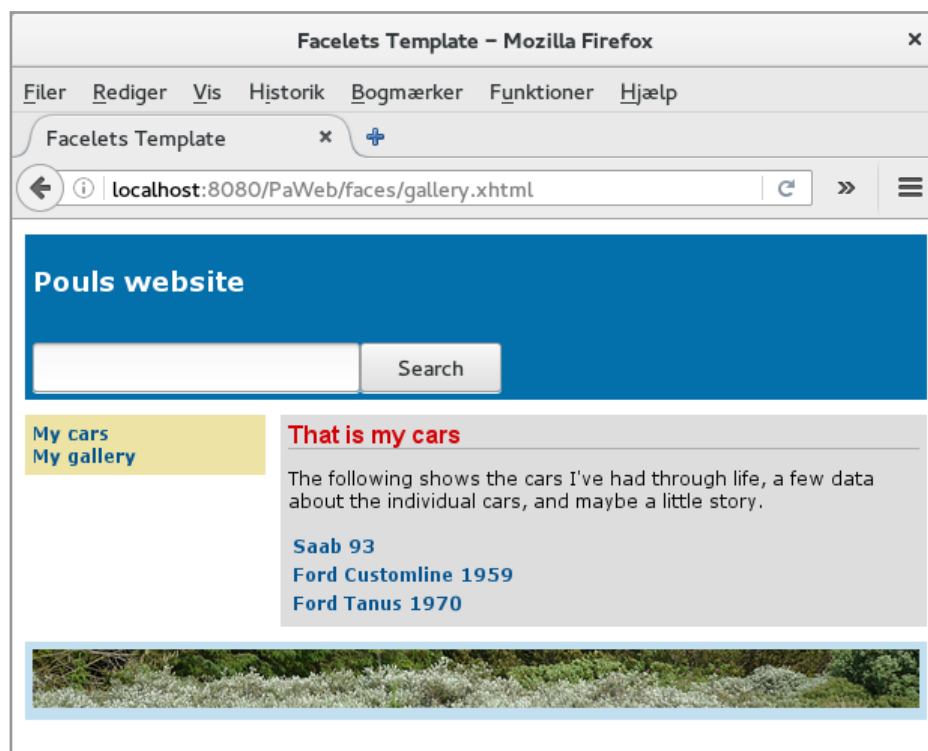 Facelets Template – Mozilla Firefox
Filer Rediger Vis Historik Bogmærker Funktioner Hjælp
Facelets Template
localhost:8080/PaWeb/faces/gallery.xhtml
Pouls website
Search
My cars
My gallery
That is my cars
The following shows the cars I've had through life, a few data
about the individual cars, and maybe a little story.
Saab 93
Ford Customline 1959
Ford Tanus 1970